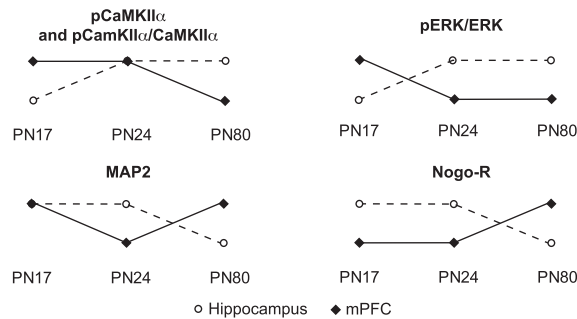 pCaMKIIα
and pCamKIIα/CaMKIIα
PN17 PN24 PN80
pERK/ERK
PN17 PN24 PN80
MAP2
PN17 PN24 PN80
Nogo-R
PN17 PN24 PN80
Hippocampus mPFC